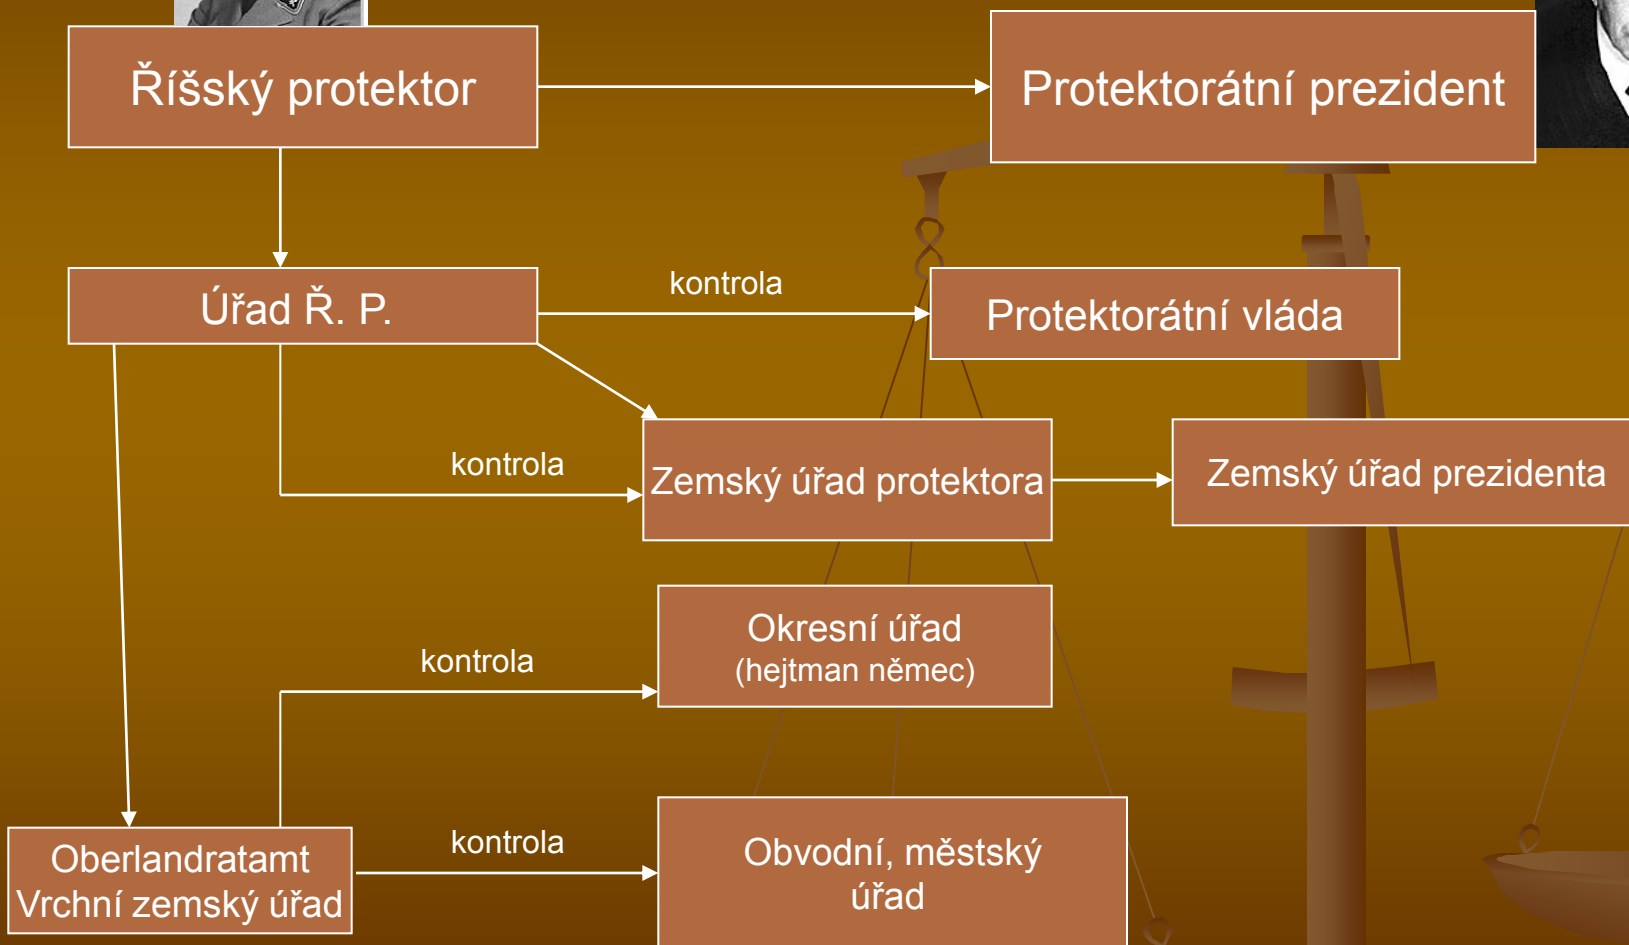 Říšský protektor
Protektorátní prezident
Úřad Ř. P.
kontrola
Protektorátní vláda
kontrola
Zemský úřad protektora
Zemský úřad prezidenta
kontrola
Okresní úřad
(hejtman němec)
Oberlandratamt
Vrchní zemský úřad
kontrola
Obvodní, městský
úřad